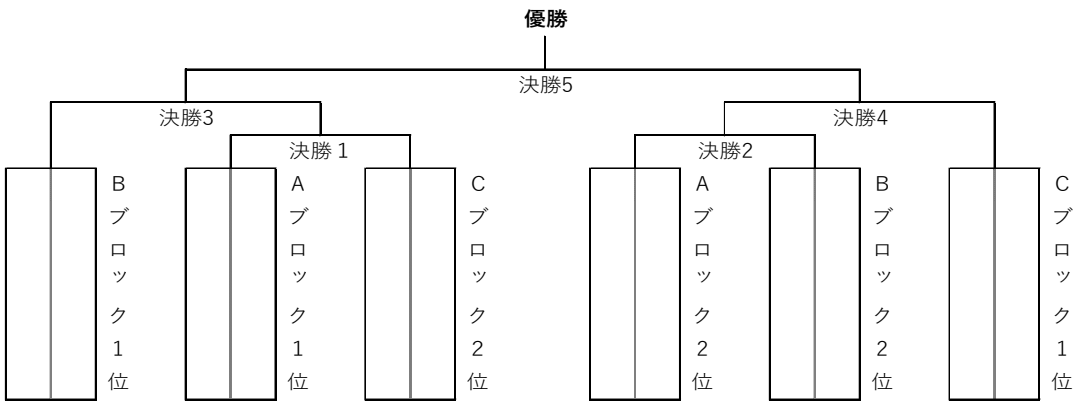 優勝
決勝5
決勝3
決勝4
決勝１
決勝2
Bブロック1位
Aブロック1位
Cブロック2位
Aブロック2位
Bブロック2位
Cブロック1位